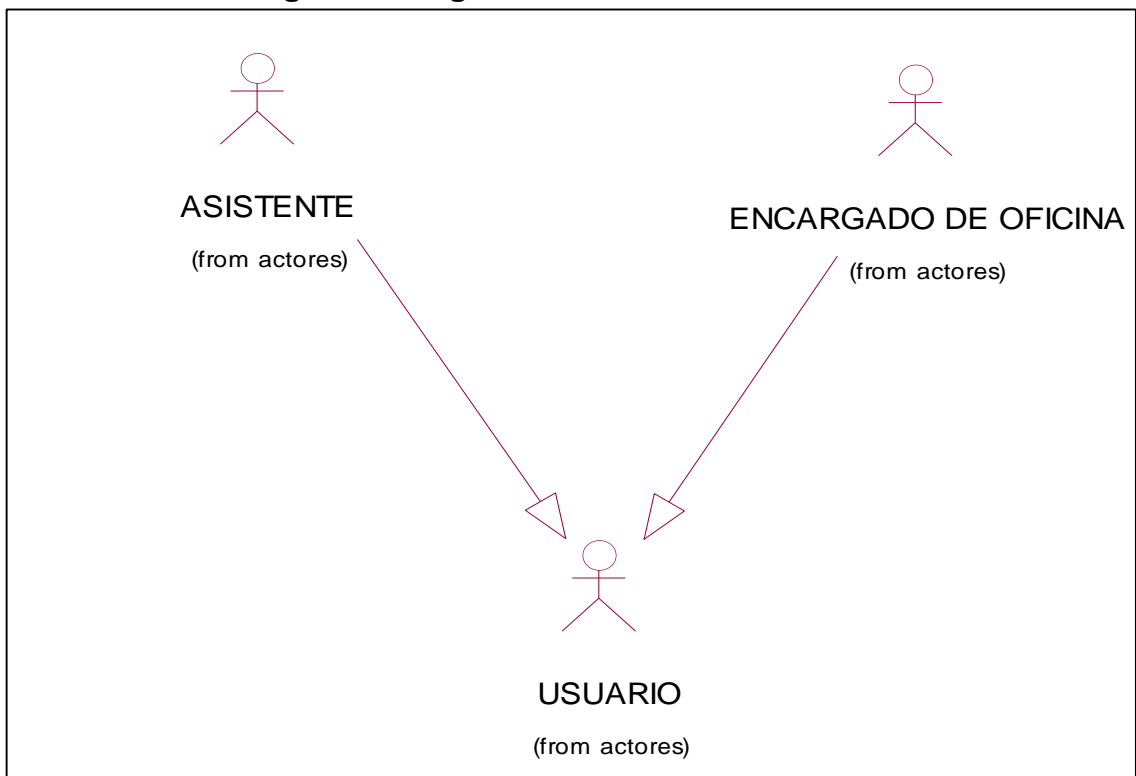 ASISTENTE
(from actores)
ENCARGADO DE OFICINA
(from actores)
USUARIO
(from actores)